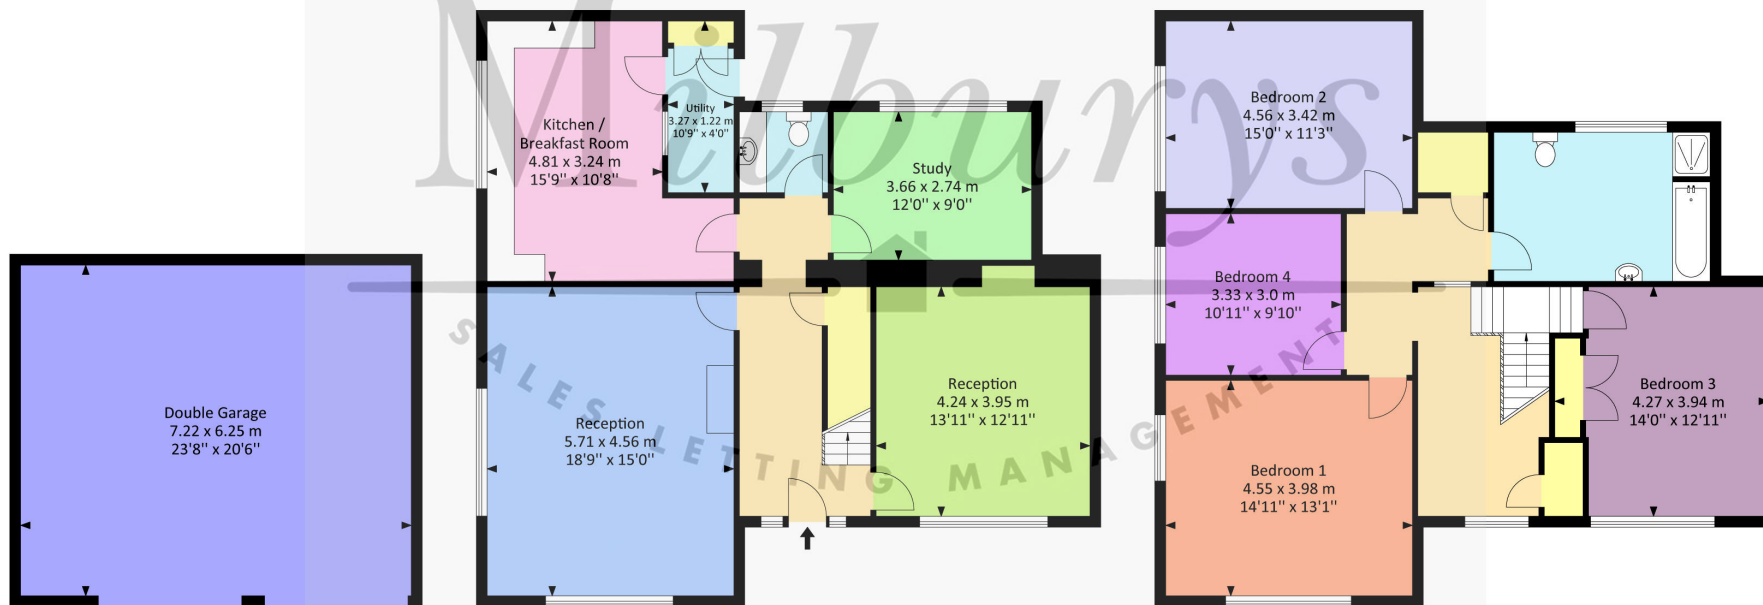 Milburys
SALES LETTING MANAGEMENT
Double Garage
7.22 x 6.25 m
23'8'' x 20'6''
Kitchen /
Breakfast Room
4.81 x 3.24 m
15'9'' x 10'8''
Utility
3.27 x 1.22 m
10'9'' x 4'0''
Study
3.66 x 2.74 m
12'0'' x 9'0''
Reception
5.71 x 4.56 m
18'9'' x 15'0''
Reception
4.24 x 3.95 m
13'11'' x 12'11''
Bedroom 2
4.56 x 3.42 m
15'0'' x 11'3''
Bedroom 4
3.33 x 3.0 m
10'11'' x 9'10''
Bedroom 1
4.55 x 3.98 m
14'11'' x 13'1''
Bedroom 3
4.27 x 3.94 m
14'0'' x 12'11''